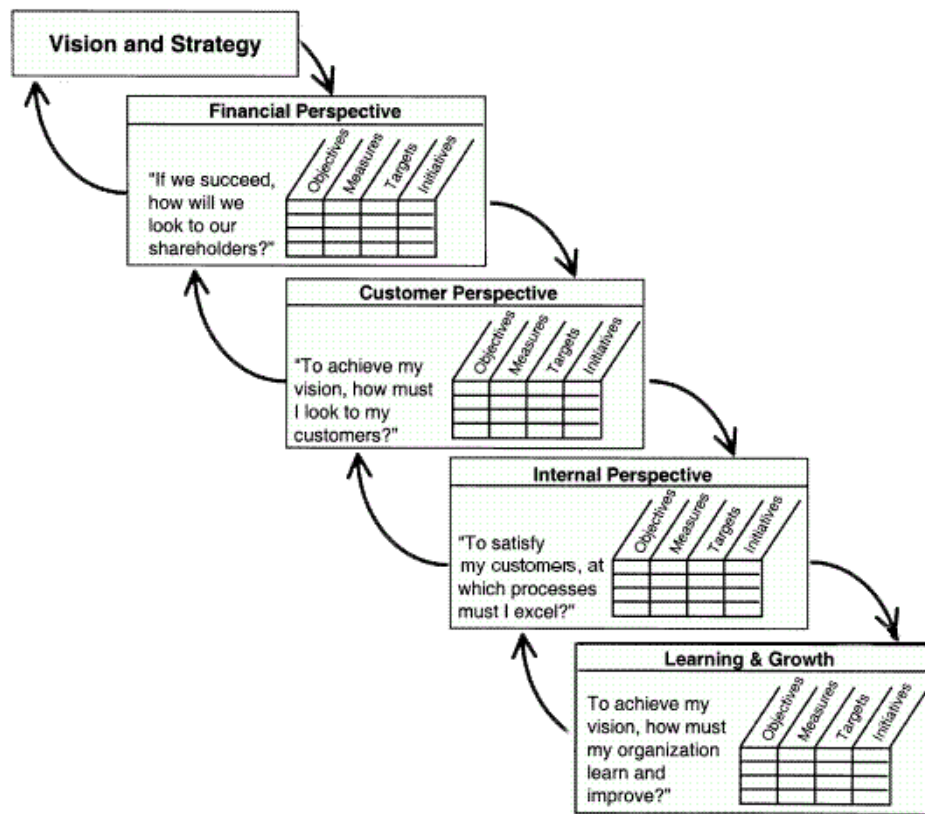 Vision and Strategy
Financial Perspective
Objectives
Measures
Targets
Initiatives
"If we succeed,
how will we
look to our
shareholders?"
Customer Perspective
Objectives
Measures
Targets
Initiatives
"To achieve my
vision, how must
I look to my
customers?"
Internal Perspective
Objectives
Measures
Targets
Initiatives
"To satisfy
my customers, at
which processes
must I excel?"
Learning & Growth
Objectives
Measures
Targets
Initiatives
To achieve my
vision, how must
my organization
learn and
improve?"